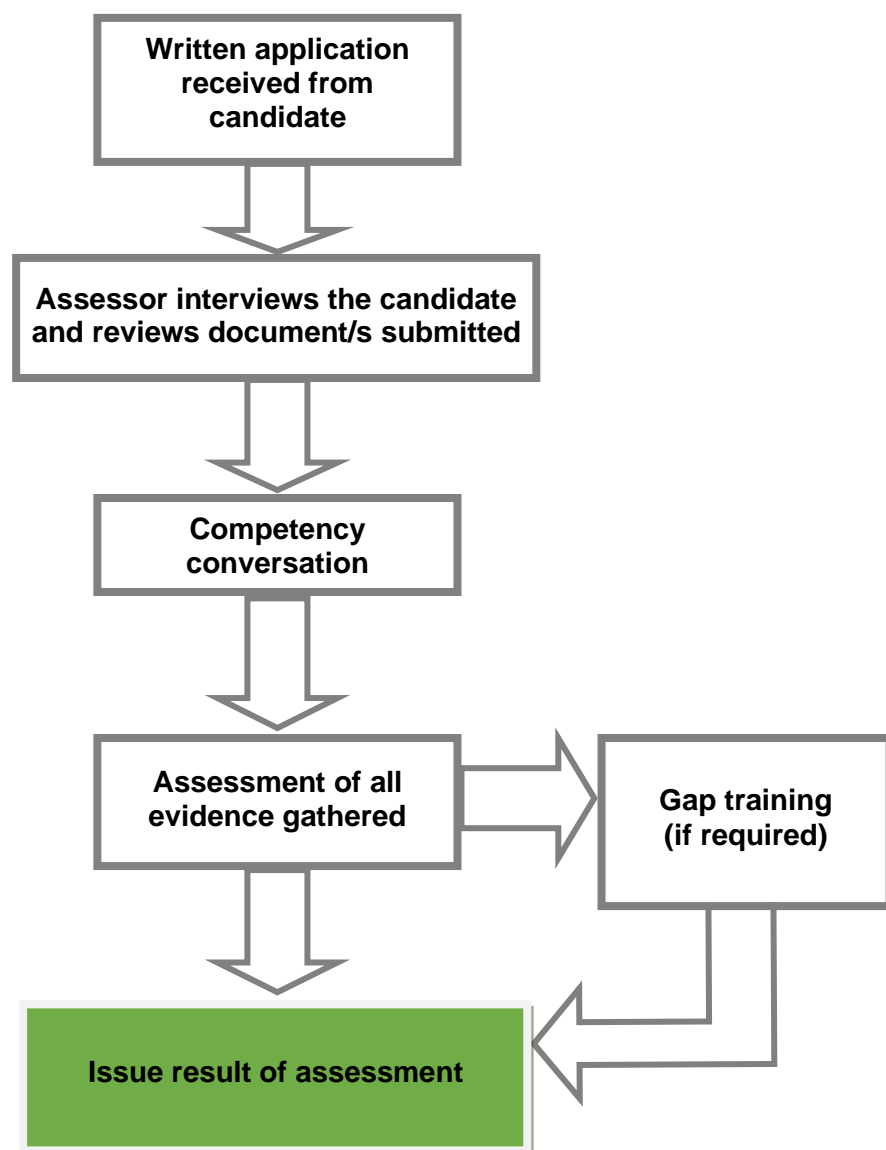 Written application
received from
candidate
Assessor interviews the candidate
and reviews document/s submitted
Competency
conversation
Assessment of all
evidence gathered
Gap training
(if required)
Issue result of assessment